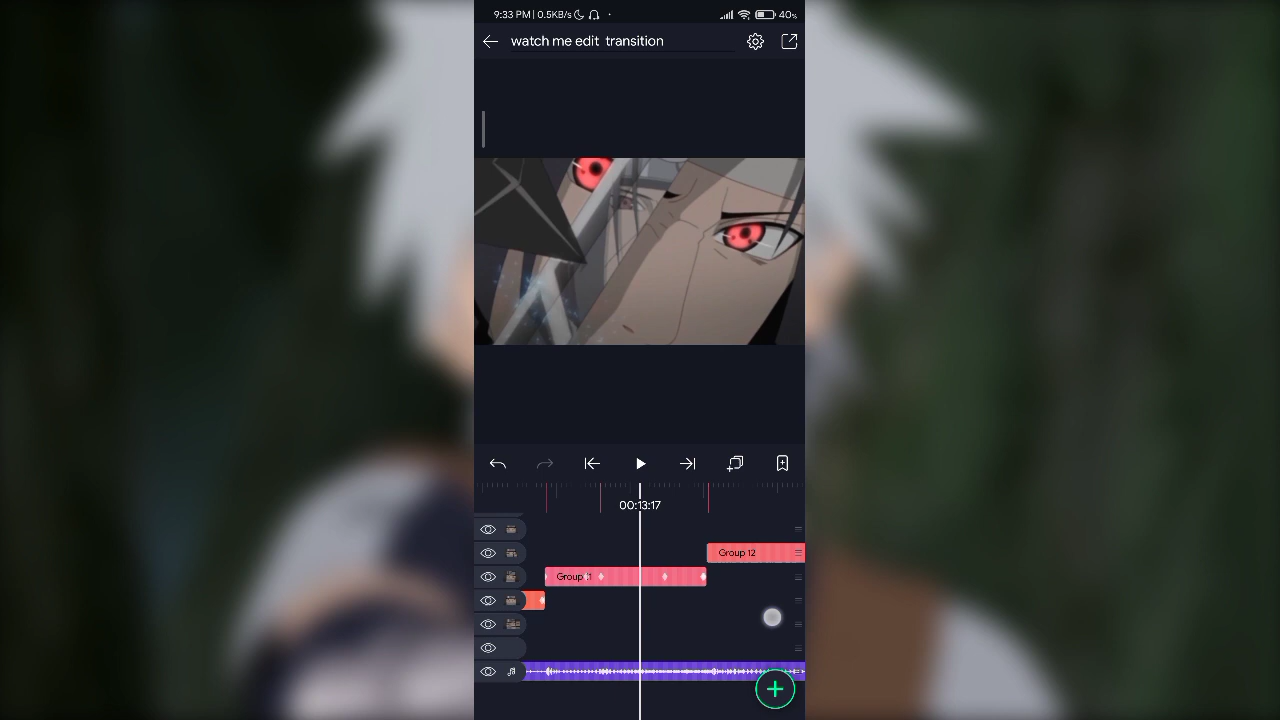 9:33 PM | 0.5KB/s
40%
watch me edit transition
00:13:17
Group 12
Group 11